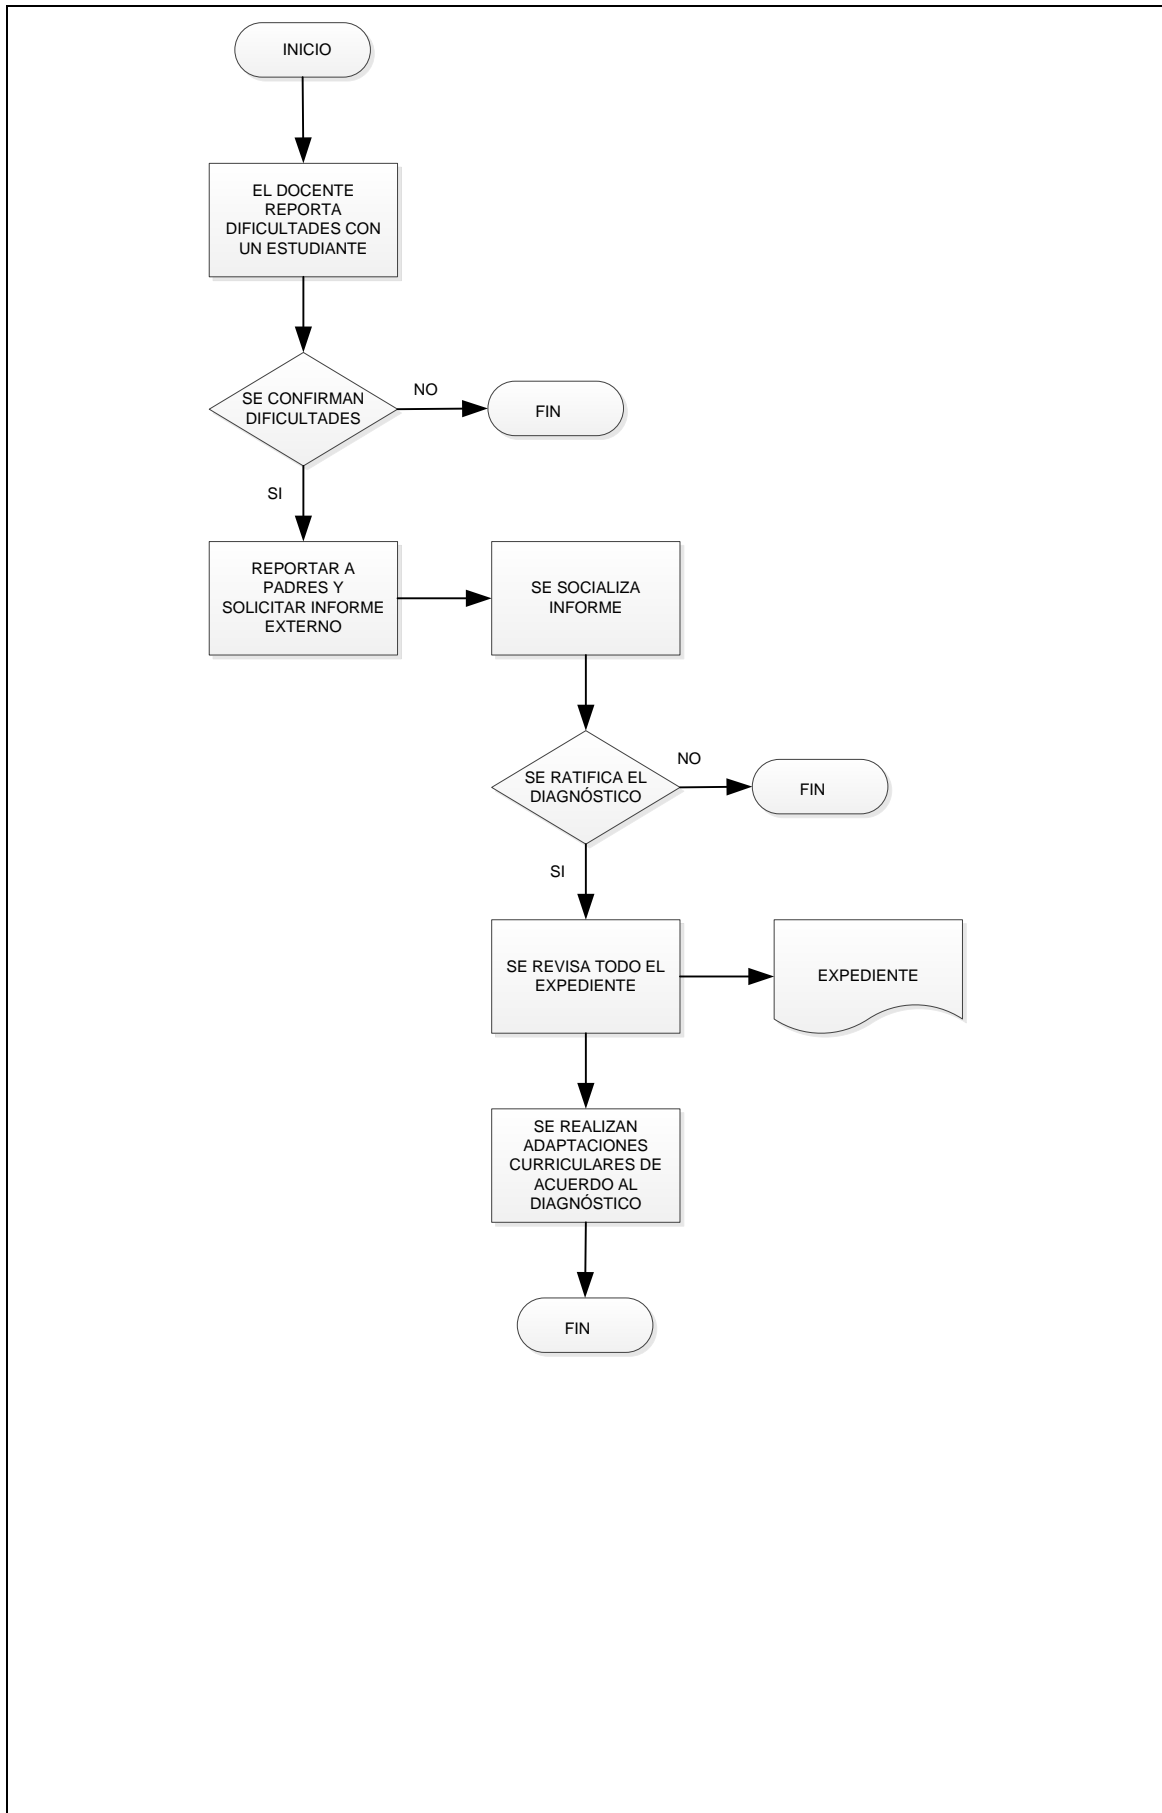 INICIO
EL DOCENTE
REPORTA
DIFICULTADES CON
UN ESTUDIANTE
SE CONFIRMAN
DIFICULTADES
NO
FIN
SI
REPORTAR A
PADRES Y
SOLICITAR INFORME
EXTERNO
SE SOCIALIZA
INFORME
SE RATIFICA EL
DIAGNÓSTICO
NO
FIN
SI
SE REVISA TODO EL
EXPEDIENTE
EXPEDIENTE
SE REALIZAN
ADAPTACIONES
CURRICULARES DE
ACUERDO AL
DIAGNÓSTICO
FIN